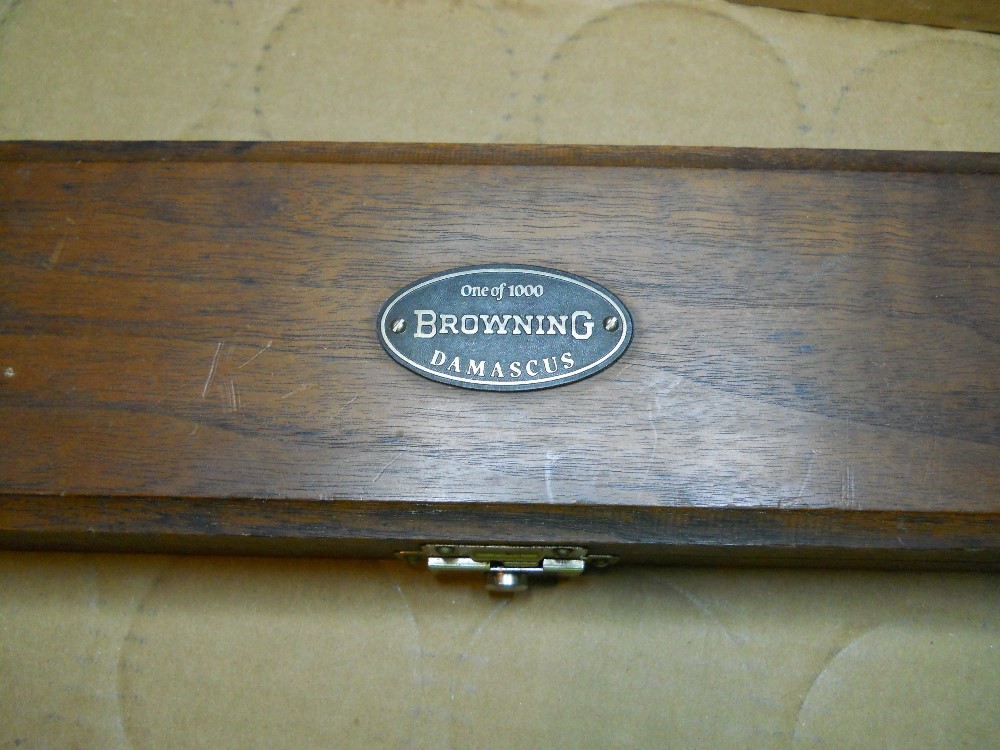 One of 1000
BROWNING
DAMASCUS